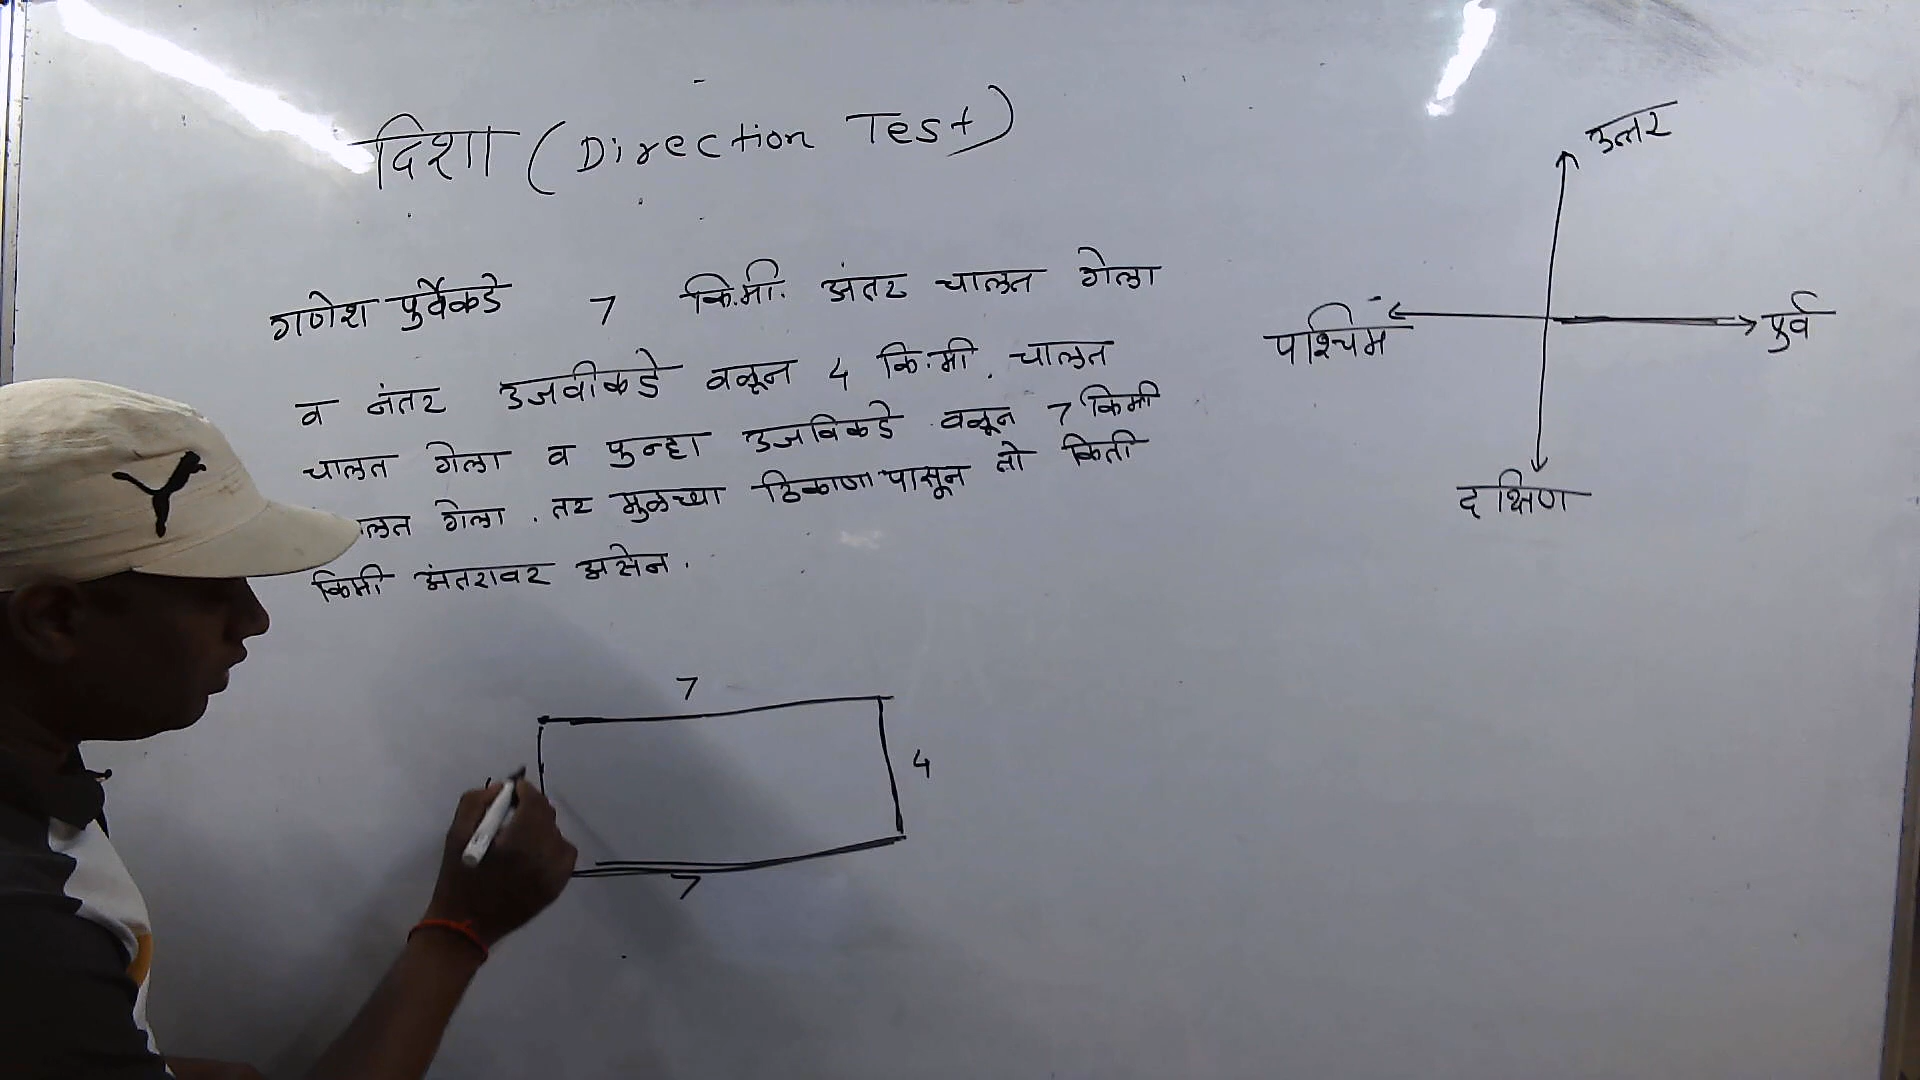 दिशा (Direction Test)
गणेश पुर्वेकडे 7 कि.मी. अंतर चालत गेला
व नंतर उजवीकडे वळून 4 कि.मी. चालत
चालत गेला व पुन्हा उजविकडे वळून 7 किमी
गेला. तर मुळच्या ठिकाणापासून तो किती
किमी अंतरावर असेन.
उत्तर
पश्चिम
पुर्व
दक्षिण
7
4
7